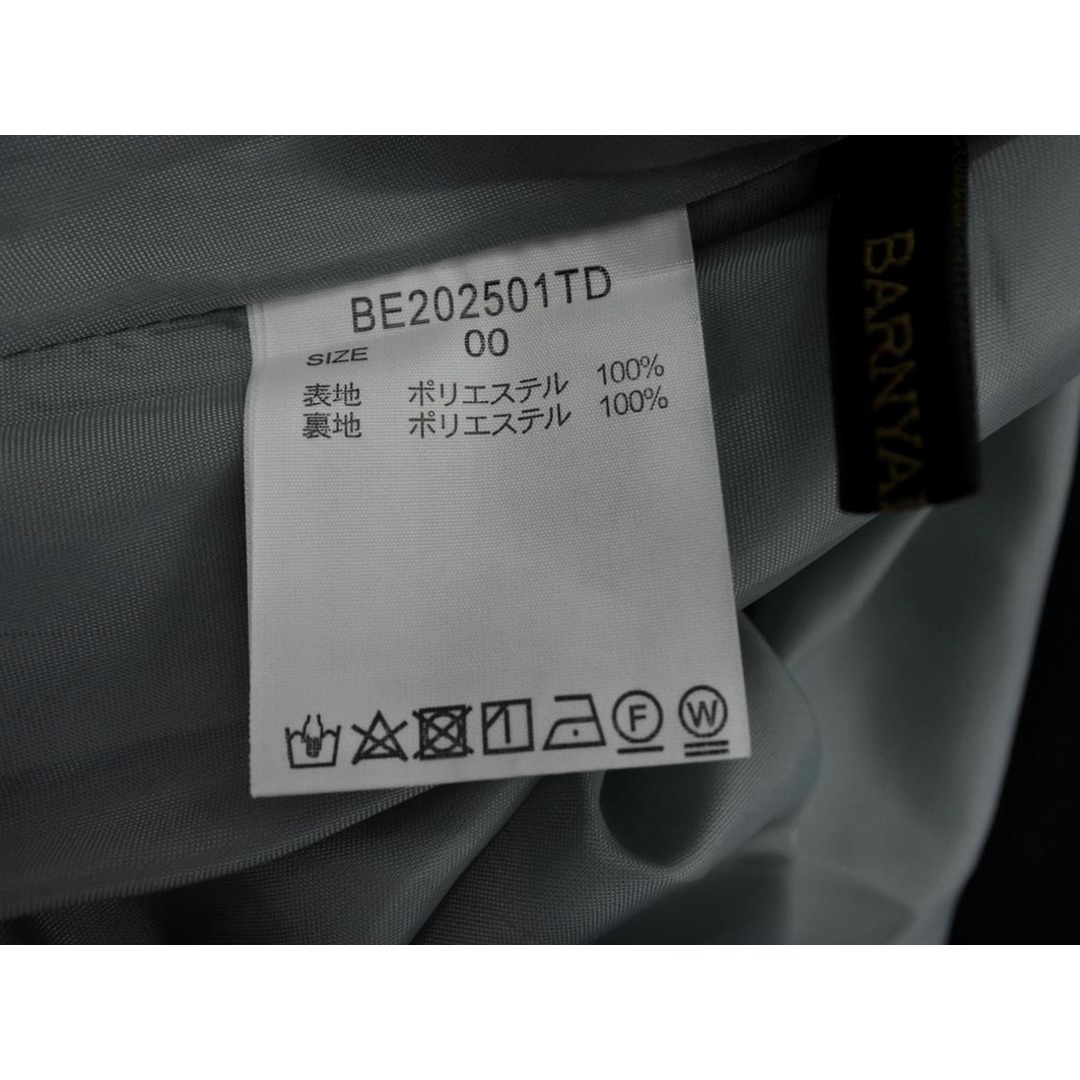 BE202501TD
SIZE 00
表地 ポリエステル 100%
裏地 ポリエステル 100%
F W